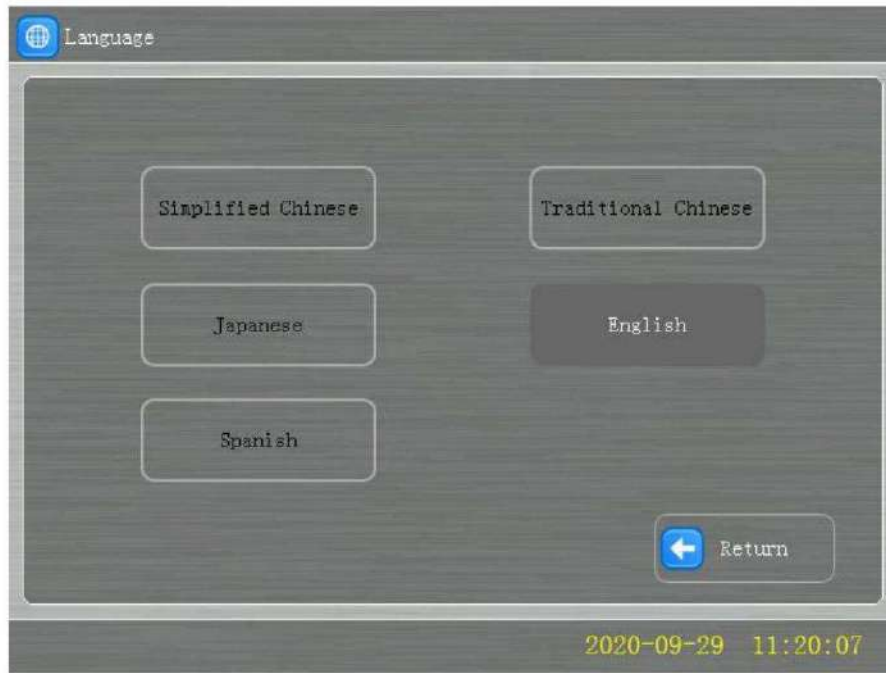 Language
Simplified Chinese
Traditional Chinese
Japanese
English
Spanish
Return
2020-09-29 11:20:07